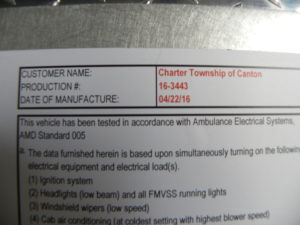 CUSTOMER NAME: Charter Township of Canton
PRODUCTION #: 16-3443
DATE OF MANUFACTURE: 04/22/16
This vehicle has been tested in accordance with Ambulance Electrical Systems,
AMD Standard 005
a. The data furnished herein is based upon simultaneously turning on the
electrical equipment and electrical load(s).
(1) Ignition system
(2) Headlights (low beam) and all FMVSS running lights
(3) Windshield wipers (low speed)
(4) Cab air conditioning (at coldest setting with highest blower speed)